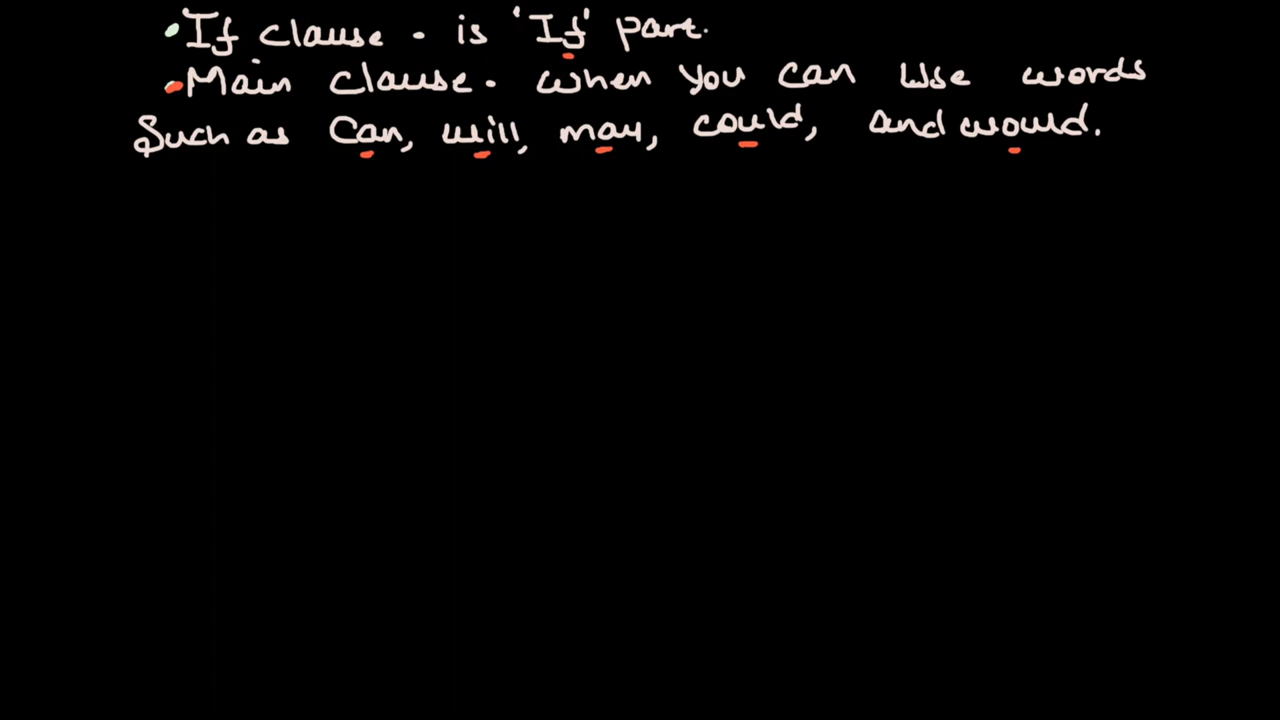 • If clause - is 'If' part.
• Main clause - when you can use words
Such as Can, will, may, could, and would.